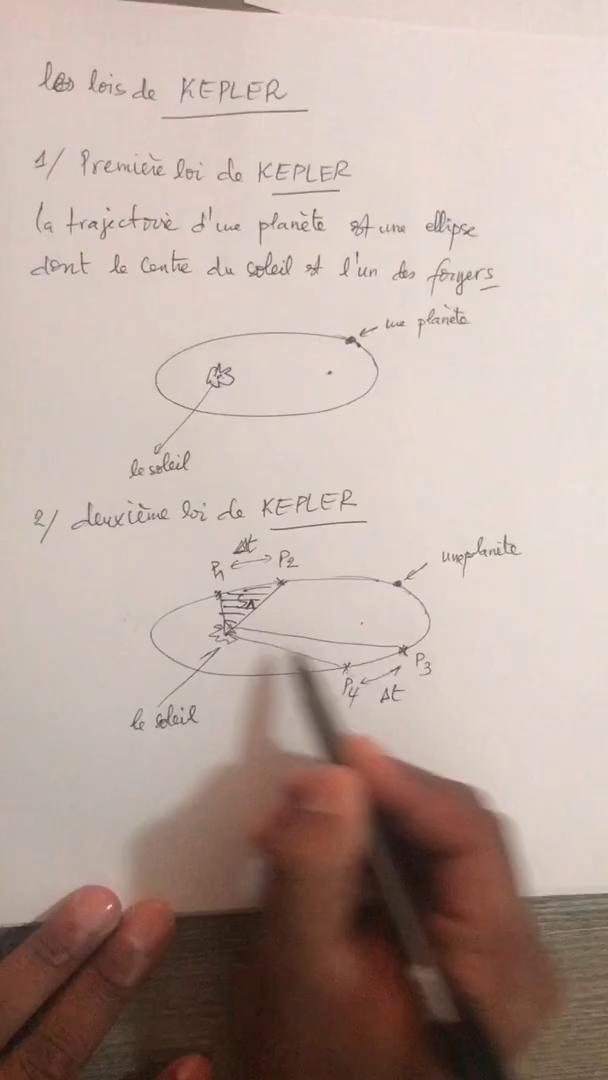 les lois de KEPLER
1/ Première loi de KEPLER
la trajectoire d'une planète est une ellipse
dont le centre du soleil est l'un des foryers
une planète
le soleil
2/ deuxième loi de KEPLER
Δt
P1 P2
une planète
S1
P3
P4 Δt
le soleil